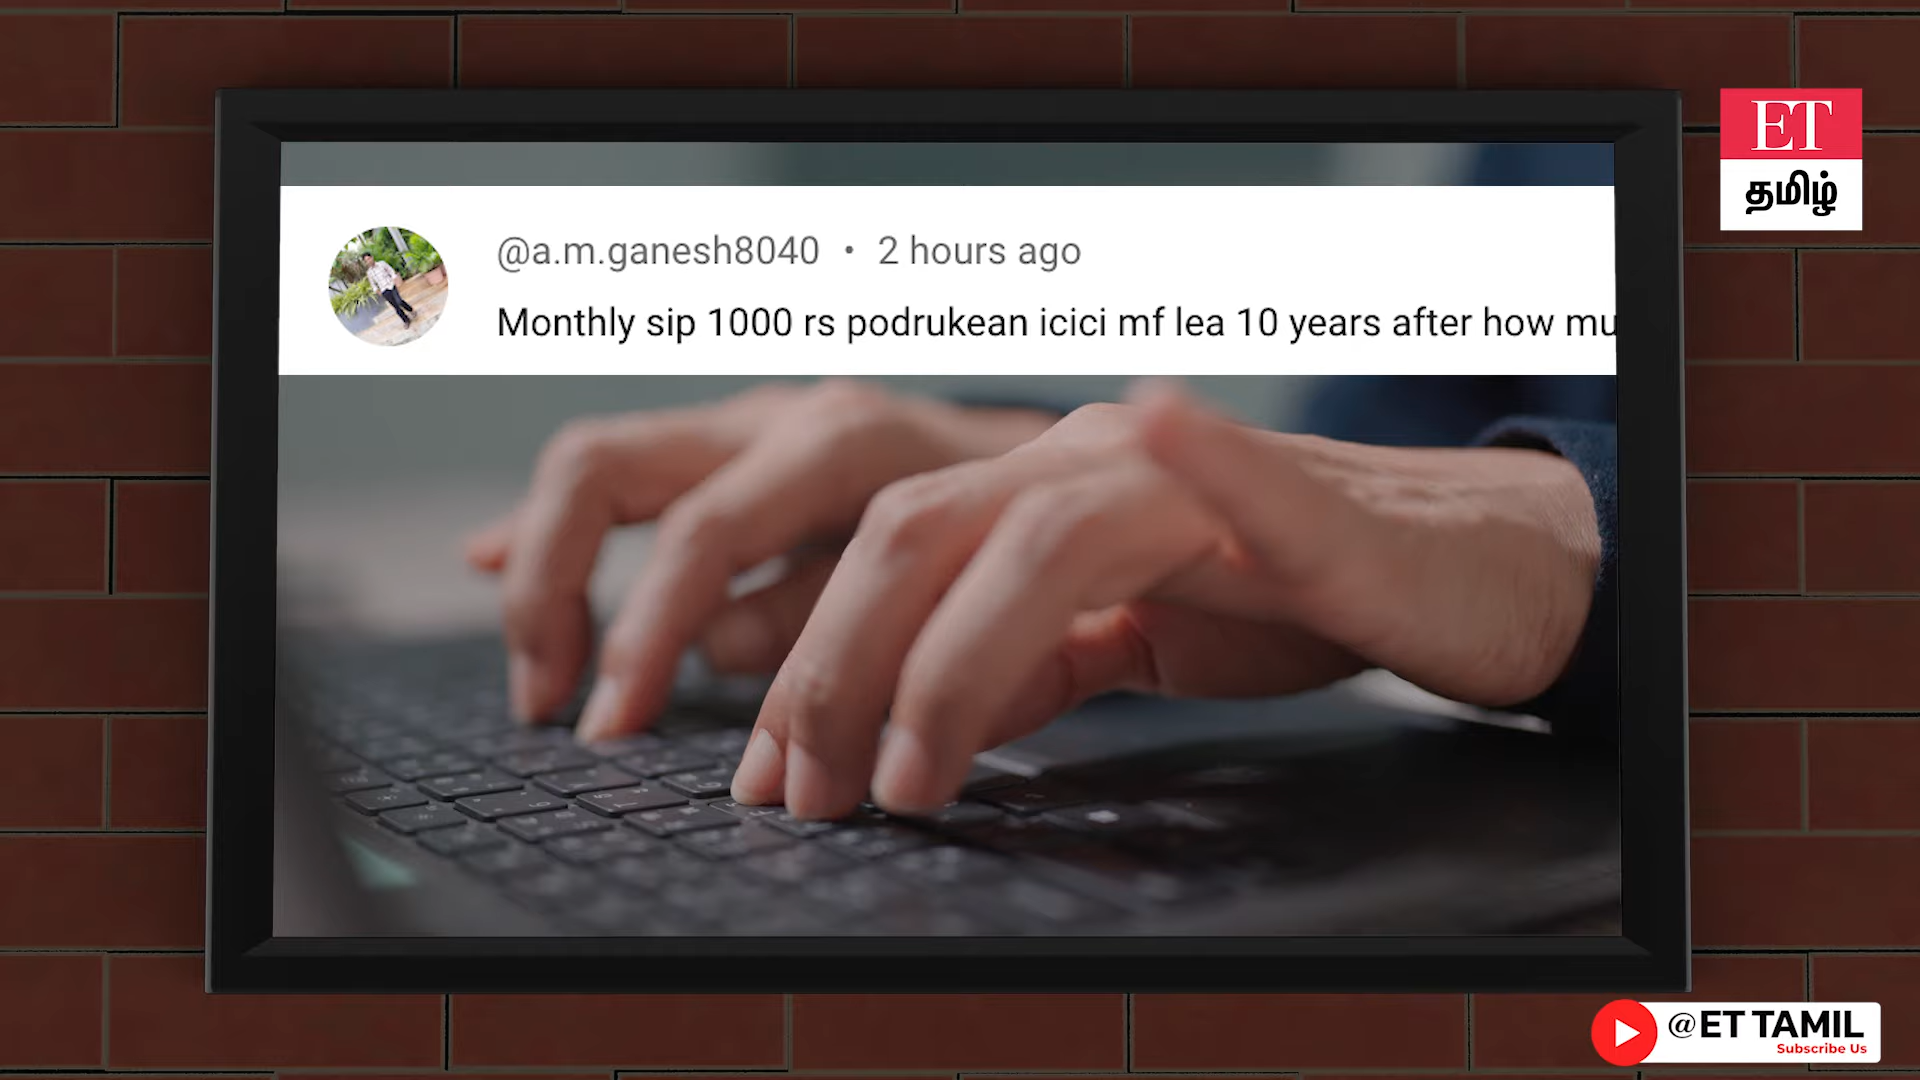 ET
தமிழ்
@a.m.ganesh8040 • 2 hours ago
Monthly sip 1000 rs podrukean icici mf lea 10 years after how mu
@ET TAMIL
Subscribe Us